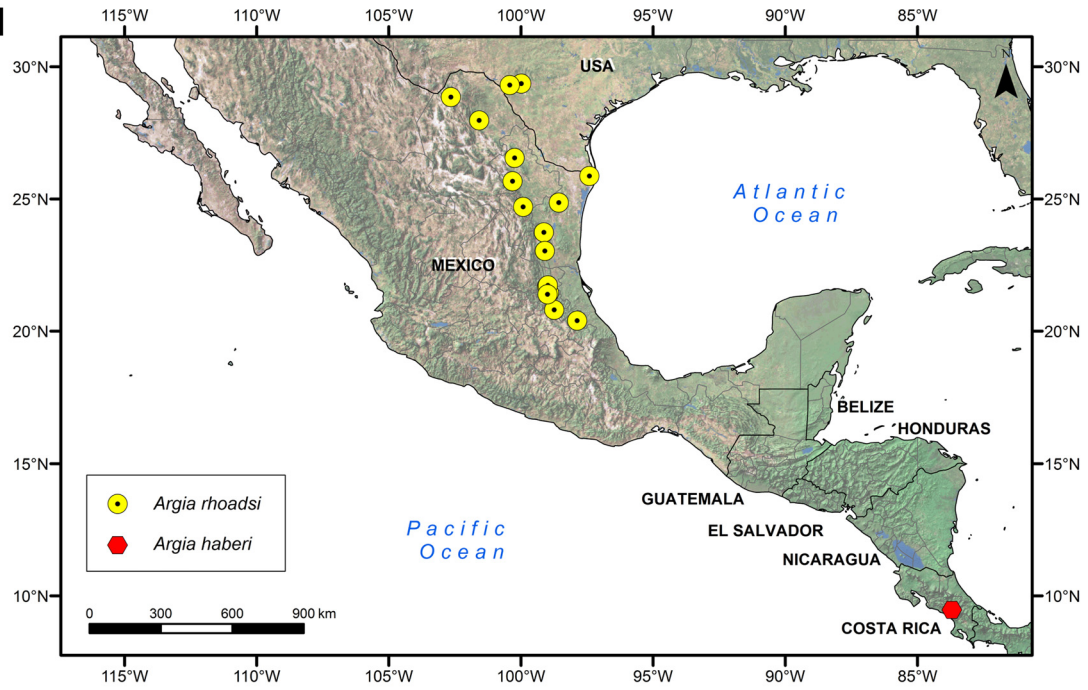 115°W 110°W 105°W 100°W 95°W 90°W 85°W
30°N
USA
N
30°N
25°N
Atlantic
Ocean
25°N
MEXICO
20°N
20°N
BELIZE
HONDURAS
15°N
15°N
GUATEMALA
Argia rhoadsi
EL SALVADOR
Pacific
Ocean
Argia haberi
NICARAGUA
10°N
10°N
0 300 600 900 km
COSTA RICA
115°W 110°W 105°W 100°W 95°W 90°W 85°W